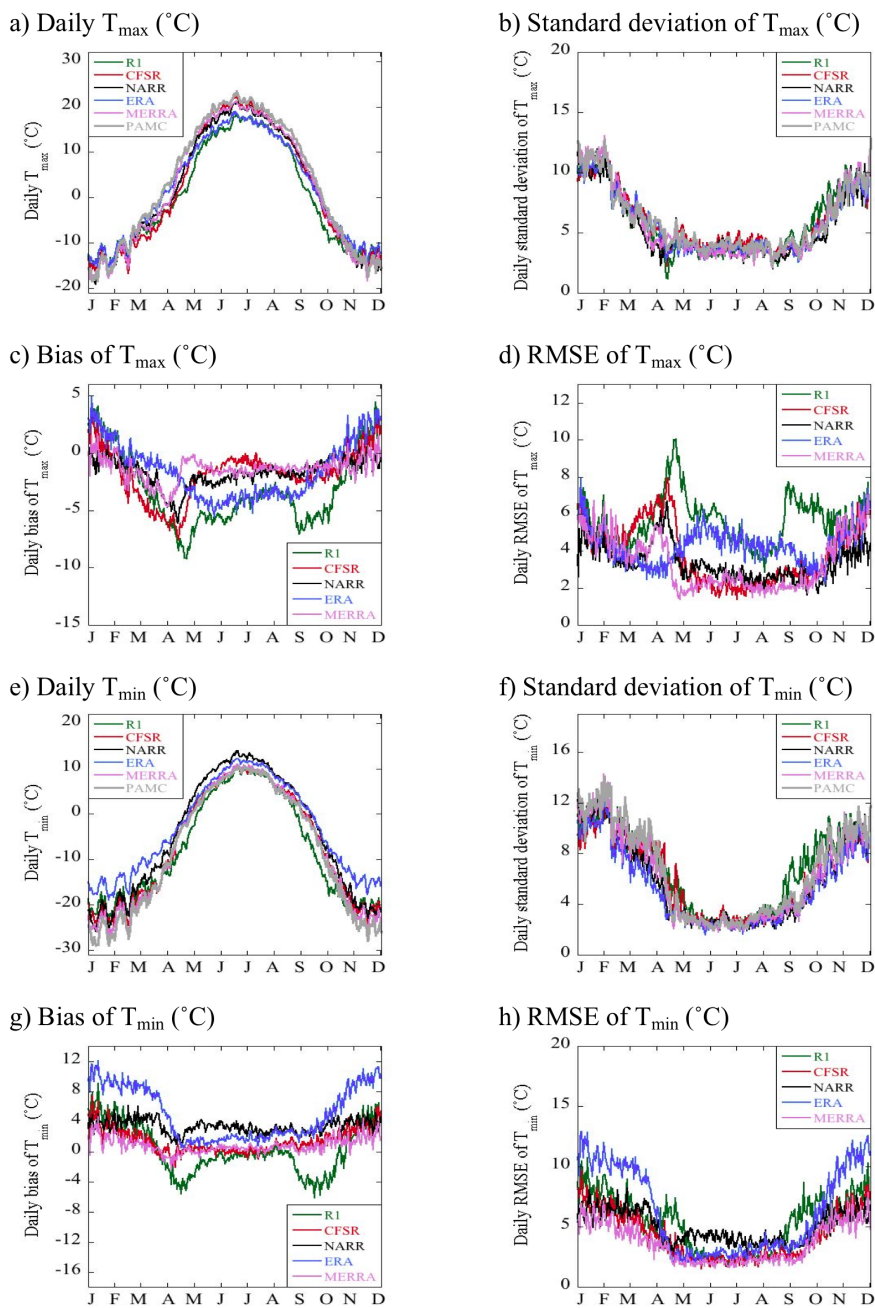 a) Daily Tmax (˚C)
b) Standard deviation of Tmax (˚C)
30
20
10
0
-10
-20
Daily Tmax (°C)
R1
CFSR
NARR
ERA
MERRA
PAMC
J F M A M J J A S O N D
20
15
10
5
0
Daily standard deviation of Tmax (°C)
R1
CFSR
NARR
ERA
MERRA
PAMC
J F M A M J J A S O N D
c) Bias of Tmax (˚C)
d) RMSE of Tmax (˚C)
5
0
-5
-10
-15
Daily bias of Tmax (°C)
R1
CFSR
NARR
ERA
MERRA
J F M A M J J A S O N D
12
10
8
6
4
2
0
Daily RMSE of Tmax (°C)
R1
CFSR
NARR
ERA
MERRA
J F M A M J J A S O N D
e) Daily Tmin (˚C)
f) Standard deviation of Tmin (˚C)
20
10
0
-10
-20
-30
Daily Tmin (°C)
R1
CFSR
NARR
ERA
MERRA
PAMC
J F M A M J J A S O N D
16
12
8
4
0
Daily standard deviation of Tmin (°C)
R1
CFSR
NARR
ERA
MERRA
PAMC
J F M A M J J A S O N D
g) Bias of Tmin (˚C)
h) RMSE of Tmin (˚C)
12
8
4
0
-4
-8
-12
-16
Daily bias of Tmin (°C)
R1
CFSR
NARR
ERA
MERRA
J F M A M J J A S O N D
20
15
10
5
0
Daily RMSE of Tmin (°C)
R1
CFSR
NARR
ERA
MERRA
J F M A M J J A S O N D